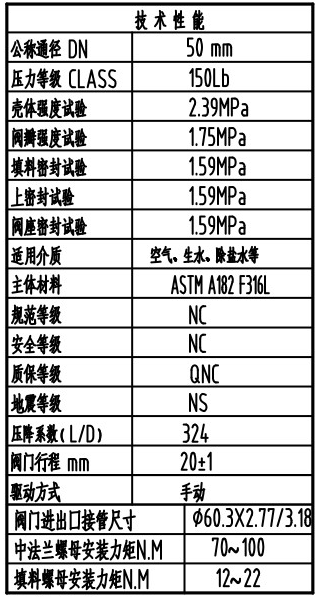 技术性能
公称通径 DN 50 mm
压力等级 CLASS 150Lb
壳体强度试验 2.39MPa
阀瓣强度试验 1.75MPa
填料密封试验 1.59MPa
上密封试验 1.59MPa
阀座密封试验 1.59MPa
适用介质 空气、生水、除盐水等
主体材料 ASTM A182 F316L
规范等级 NC
安全等级 NC
质保等级 QNC
地震等级 NS
压降系数(L/D) 324
阀门行程 mm 20±1
驱动方式 手动
阀门进出口接管尺寸 Ø60.3X2.77/3.18
中法兰螺母安装力矩N.M 70~100
填料螺母安装力矩N.M 12~22